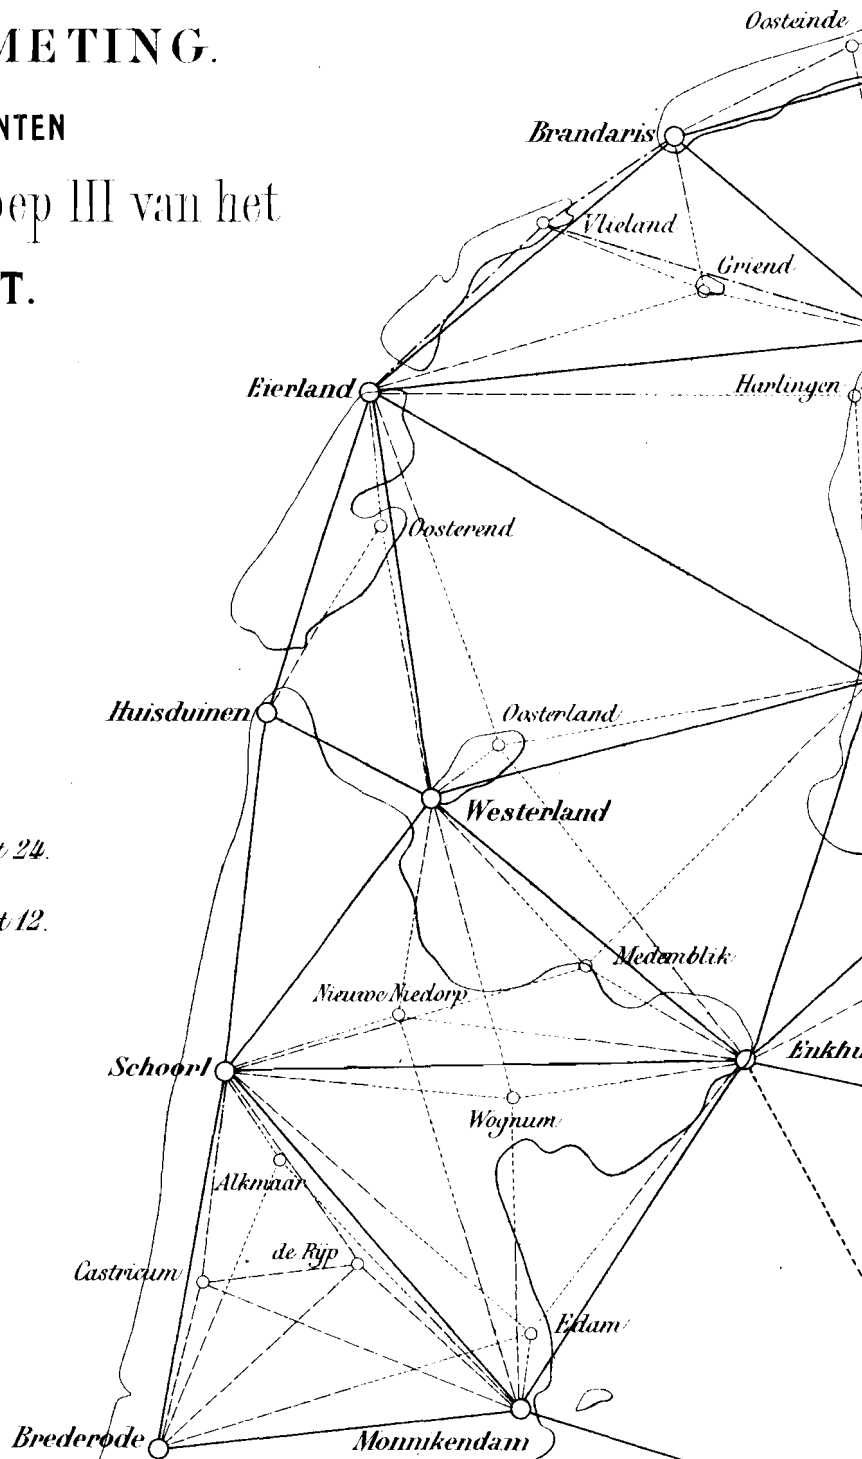 METING.
NTEN
oep III van het
T.
Oosteinde
Brandaris
Vlieland
Griend
Eierland
Harlingen
Oosterend
Huisduinen
Oosterland
Westerland
t 24.
t 12.
Medemblik
Nieuwe Niedorp
Schoorl
Enkhu
Wognum
Alkmaar
de Rijp
Castricum
Edam
Brederode
Monnikendam